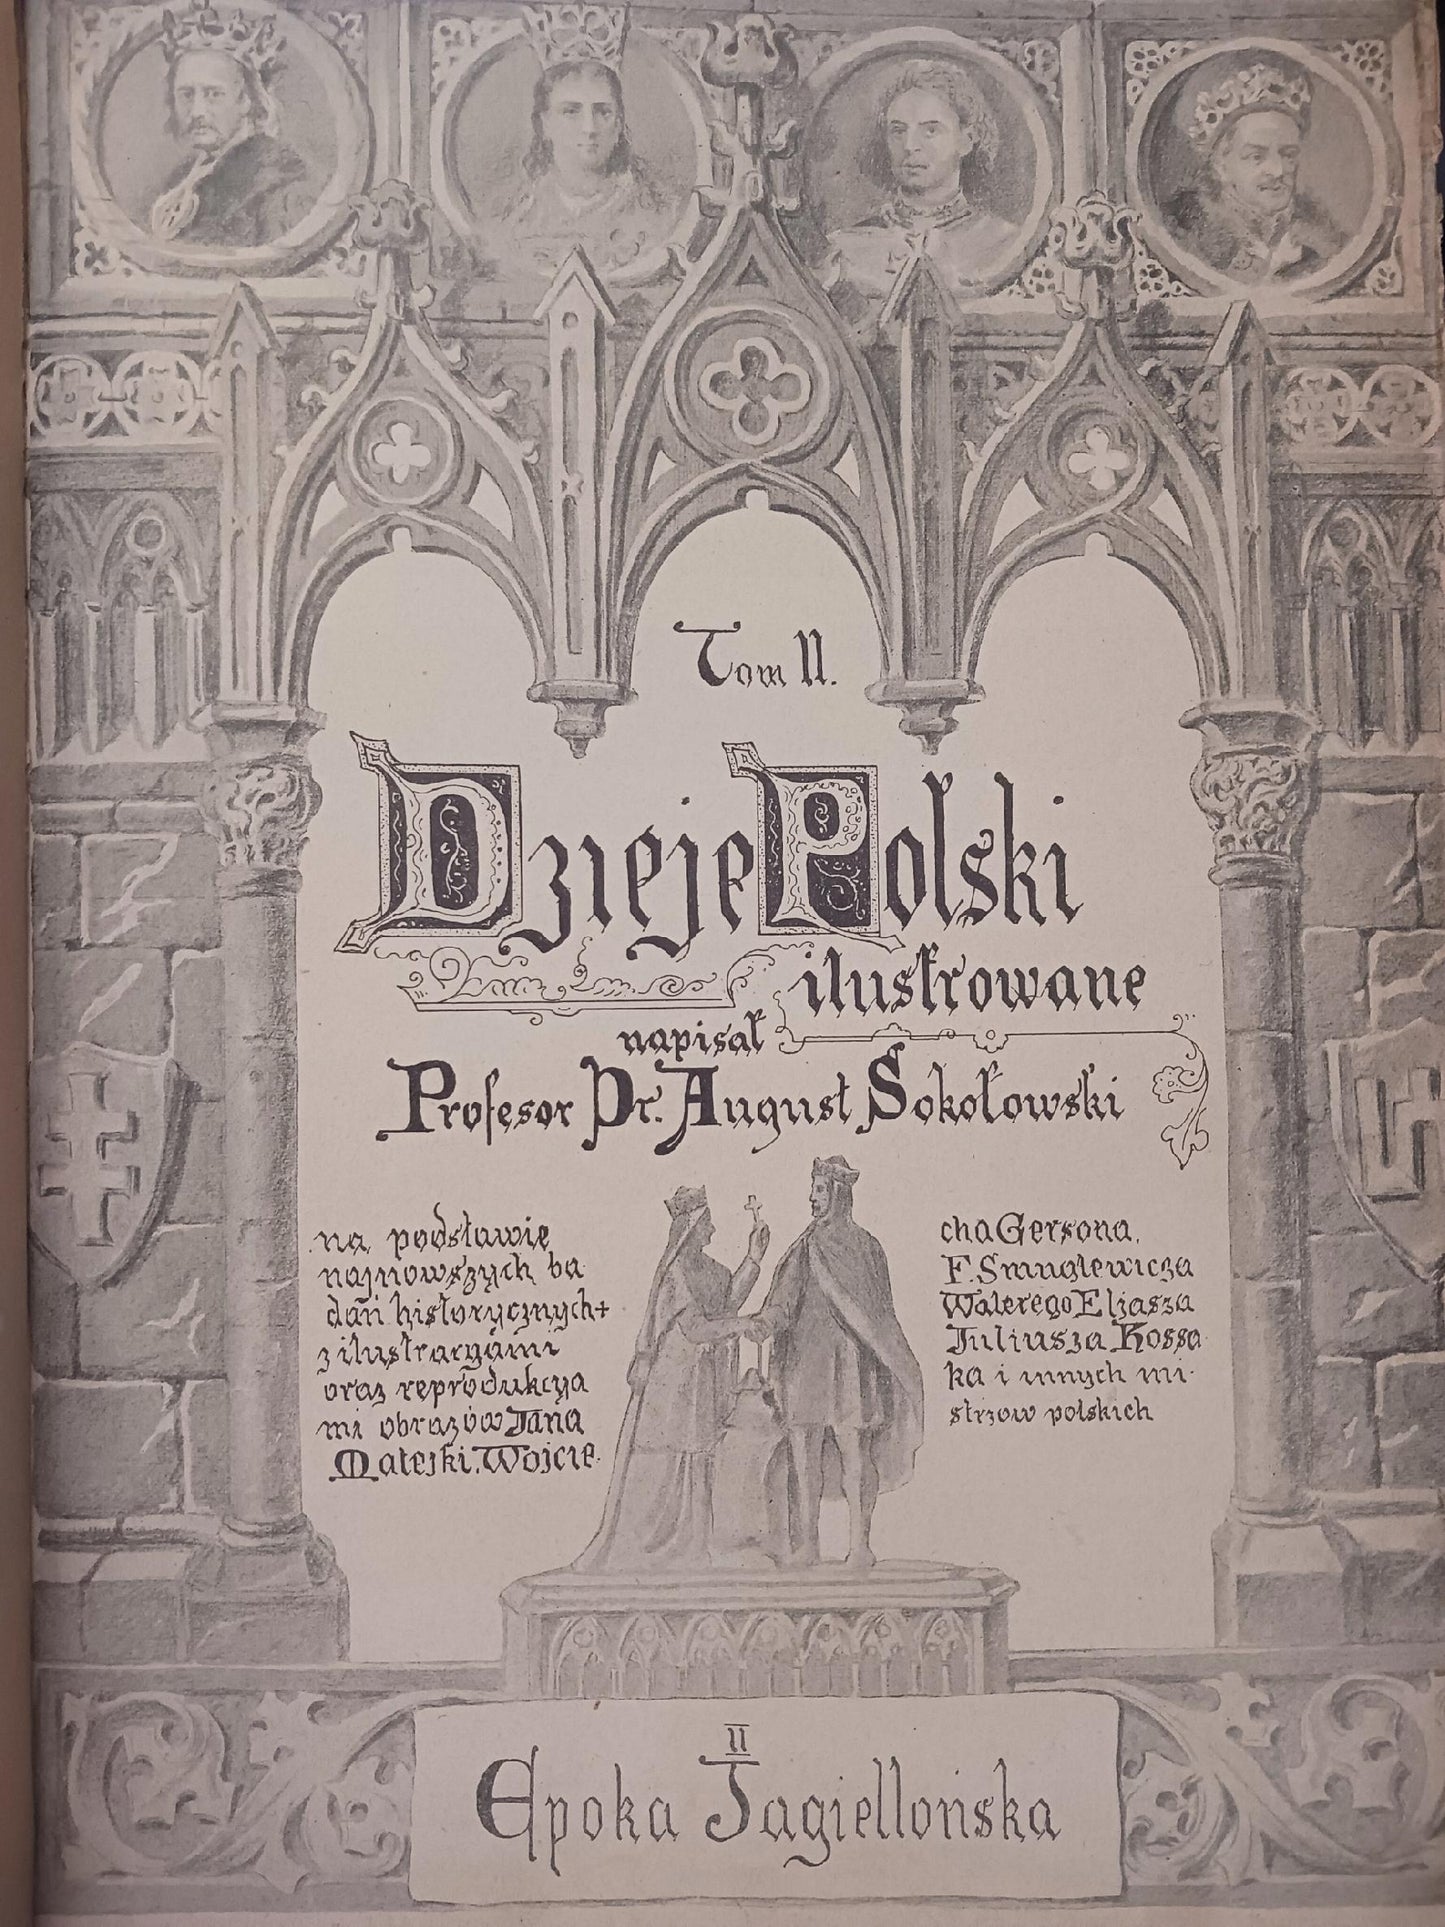 Tom II.
Dzieje Polski
ilustrowane
napisał
Profesor Dr. August Sokołowski
na podstawie
najnowszych ba
dań historycznych
z ilustracyami
oraz reprodukcya
mi obrazów Jana
Matejki, Wojcie
cha Gersona,
F. Smuglewicza
Walerego Eljasza
Juliusza Kossa
ka i innych mi
strzow polskich
II
Epoka Jagiellońska